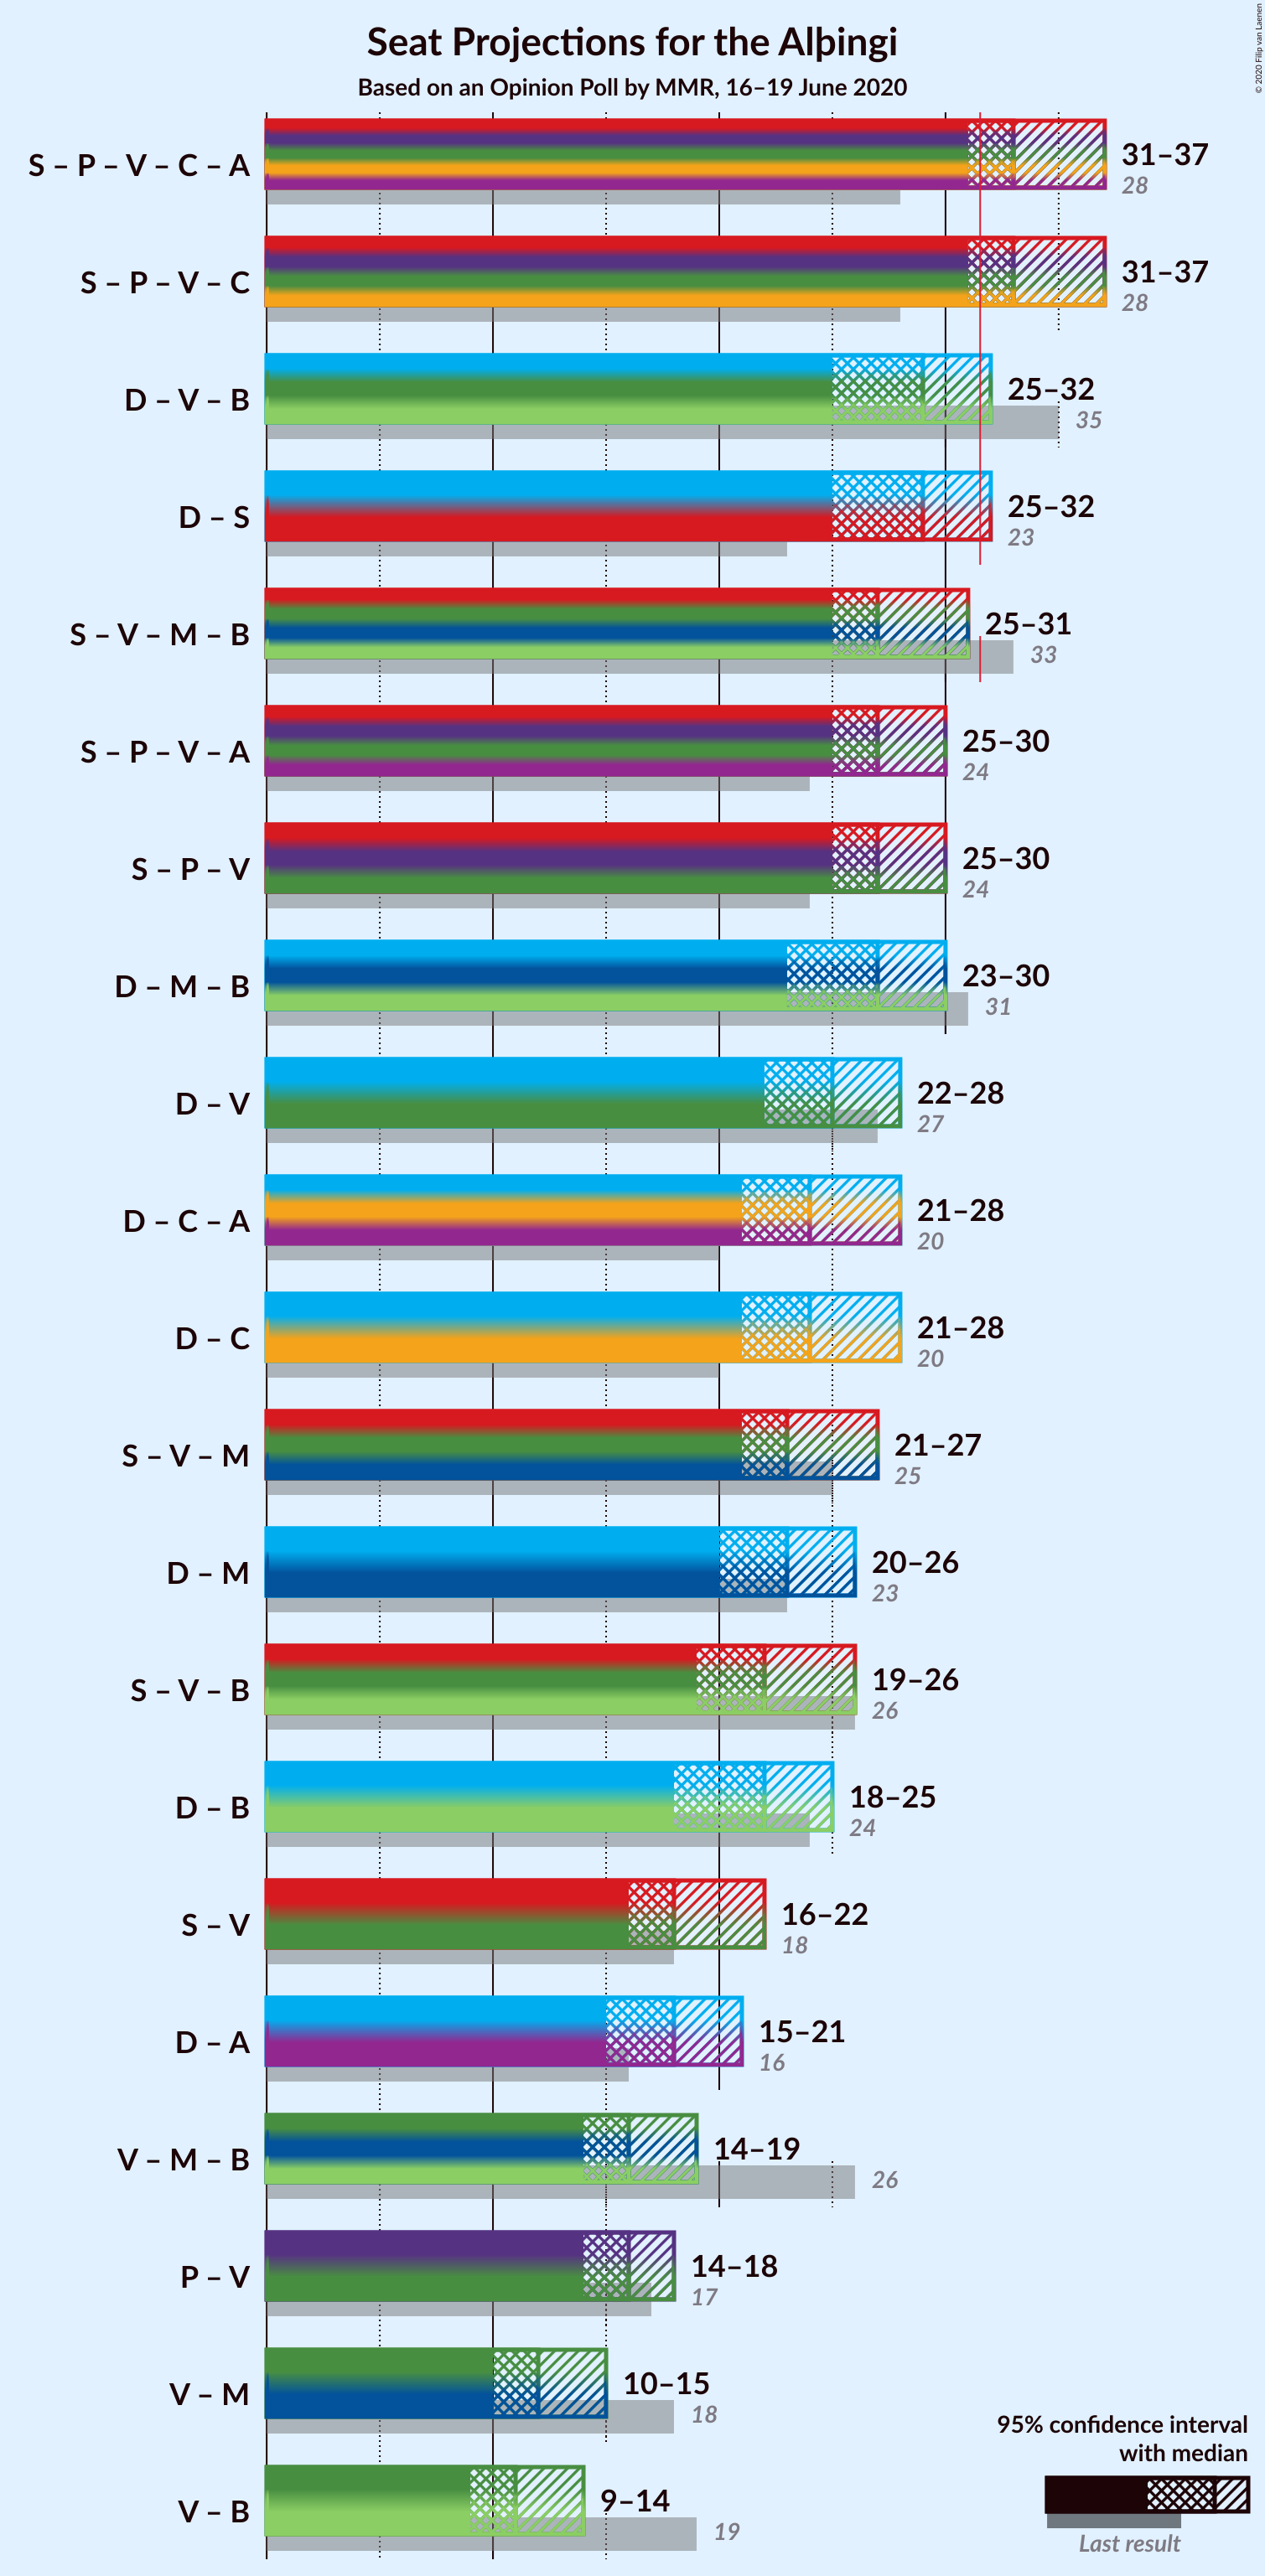 Seat Projections for the Alþingi
Based on an Opinion Poll by MMR, 16–19 June 2020
© 2020 Filip van Laenen
S – P – V – C – A
31–37
28
S – P – V – C
31–37
28
D – V – B
25–32
35
D – S
25–32
23
S – V – M – B
25–31
33
S – P – V – A
25–30
24
S – P – V
25–30
24
D – M – B
23–30
31
D – V
22–28
27
D – C – A
21–28
20
D – C
21–28
20
S – V – M
21–27
25
D – M
20–26
23
S – V – B
19–26
26
D – B
18–25
24
S – V
16–22
18
D – A
15–21
16
V – M – B
14–19
26
P – V
14–18
17
V – M
10–15
18
V – B
9–14
19
95% confidence interval
with median
Last result